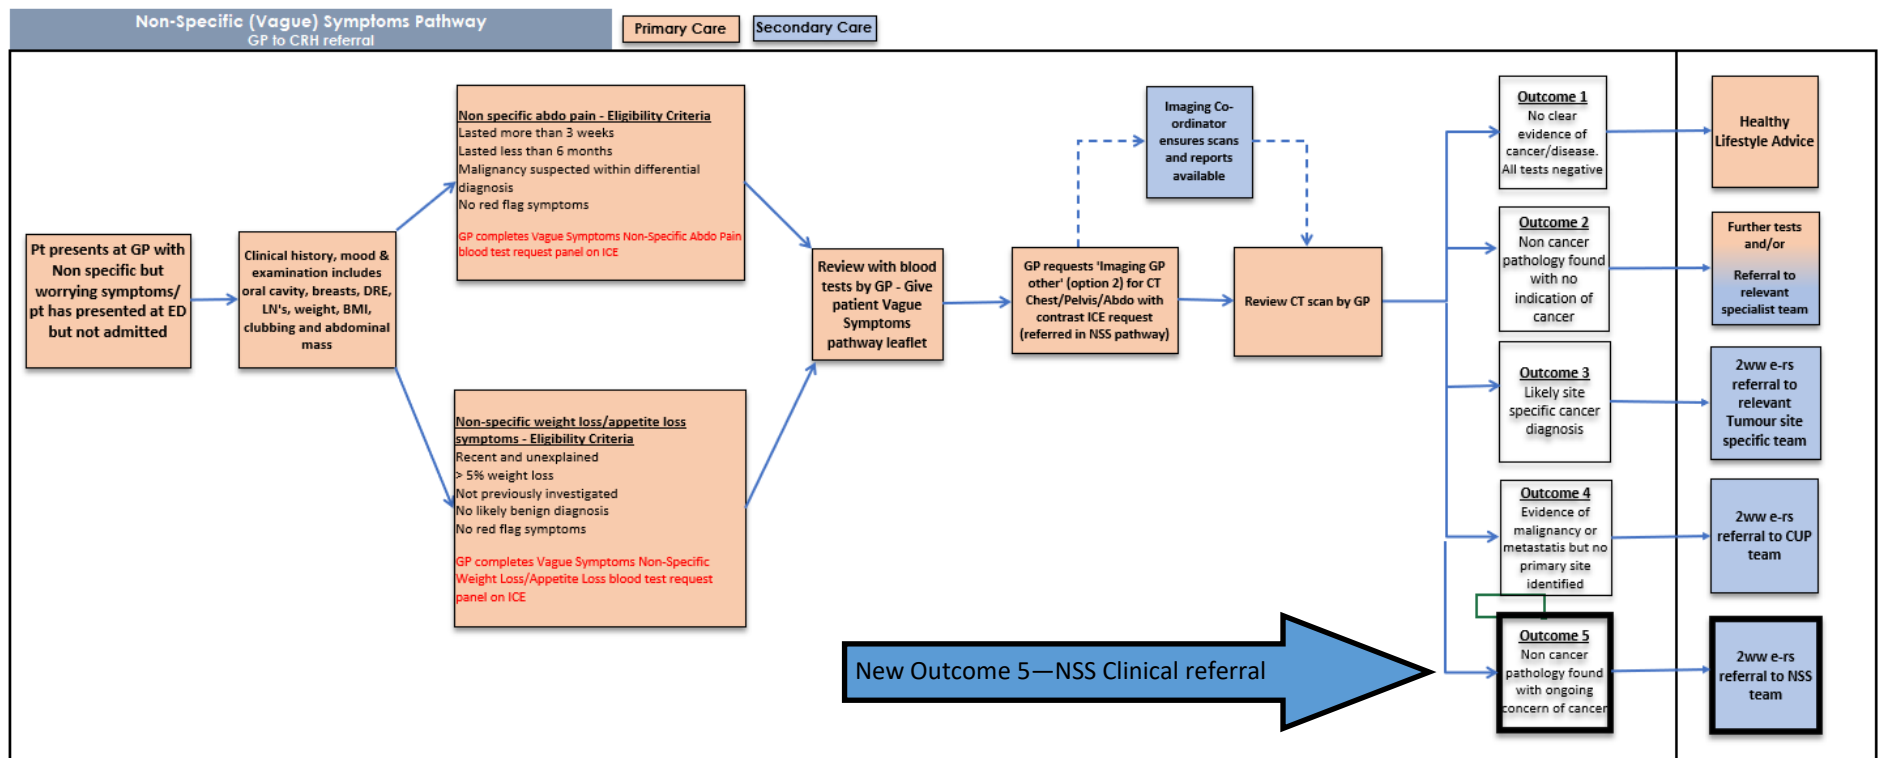 Non-Specific (Vague) Symptoms Pathway
GP to CRH referral
Primary Care
Secondary Care
Pt presents at GP with
Non specific but
worrying symptoms/
pt has presented at ED
but not admitted
Clinical history, mood &
examination includes
oral cavity, breasts, DRE,
LN's, weight, BMI,
clubbing and abdominal
mass
Non specific abdo pain - Eligibility Criteria
Lasted more than 3 weeks
Lasted less than 6 months
Malignancy suspected within differential
diagnosis
No red flag symptoms
GP completes Vague Symptoms Non-Specific Abdo Pain
blood test request panel on ICE
Non-specific weight loss/appetite loss
symptoms - Eligibility Criteria
Recent and unexplained
> 5% weight loss
Not previously investigated
No likely benign diagnosis
No red flag symptoms
GP completes Vague Symptoms Non-Specific
Weight Loss/Appetite Loss blood test request
panel on ICE
Review with blood
tests by GP - Give
patient Vague
Symptoms
pathway leaflet
GP requests 'Imaging GP
other' (option 2) for CT
Chest/Pelvis/Abdo with
contrast ICE request
(referred in NSS pathway)
Imaging Co-
ordinator
ensures scans
and reports
available
Review CT scan by GP
Outcome 1
No clear
evidence of
cancer/disease.
All tests negative
Healthy
Lifestyle Advice
Outcome 2
Non cancer
pathology found
with no
indication of
cancer
Further tests
and/or
Referral to
relevant
specialist team
Outcome 3
Likely site
specific cancer
diagnosis
2ww e-rs
referral to
relevant
Tumour site
specific team
Outcome 4
Evidence of
malignancy or
metastatis but no
primary site
identified
2ww e-rs
referral to CUP
team
New Outcome 5—NSS Clinical referral
Outcome 5
Non cancer
pathology found
with ongoing
concern of cancer
2ww e-rs
referral to NSS
team